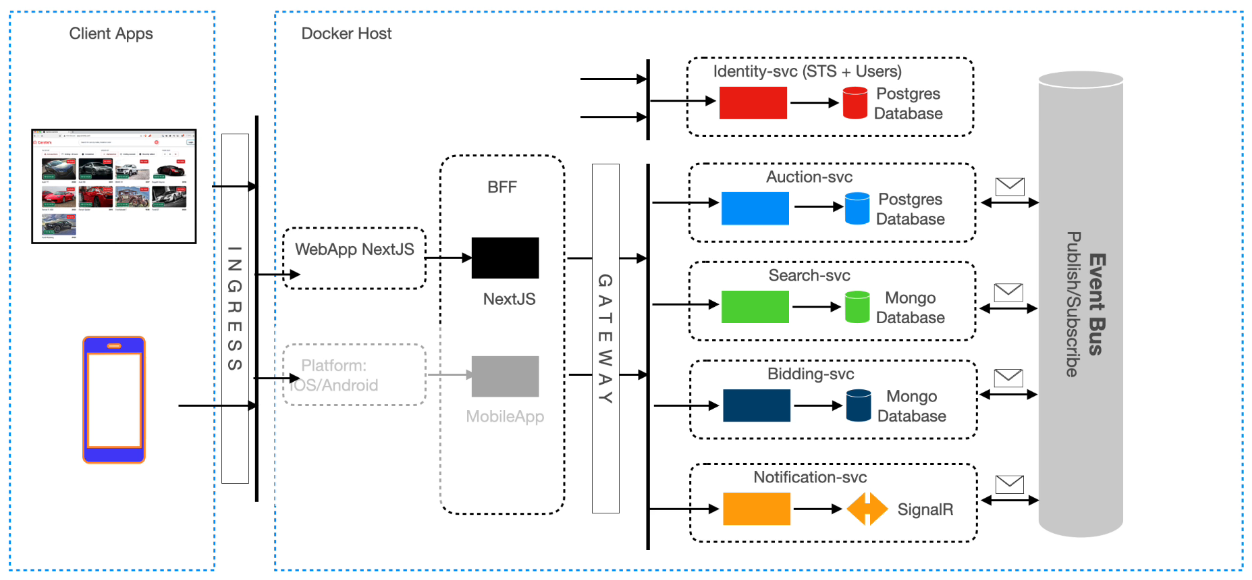 Client Apps
Docker Host
INGRESS
WebApp NextJS
Platform:
iOS/Android
BFF
NextJS
MobileApp
GATEWAY
Identity-svc (STS + Users)
Postgres
Database
Auction-svc
Postgres
Database
Search-svc
Mongo
Database
Bidding-svc
Mongo
Database
Notification-svc
SignalR
Event Bus
Publish/Subscribe